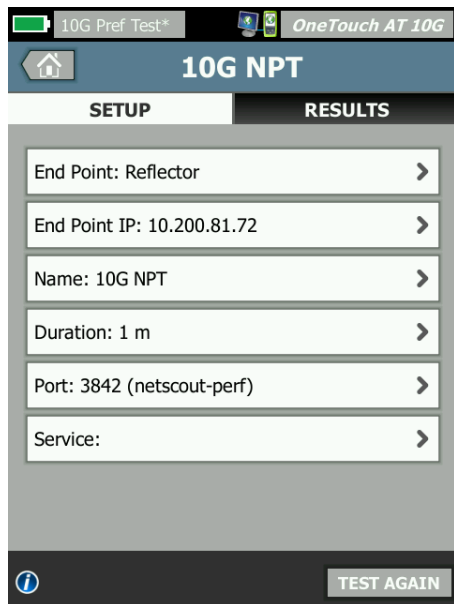 10G Pref Test*
OneTouch AT 10G
10G NPT
SETUP
RESULTS
End Point: Reflector
End Point IP: 10.200.81.72
Name: 10G NPT
Duration: 1 m
Port: 3842 (netscout-perf)
Service:
i
TEST AGAIN